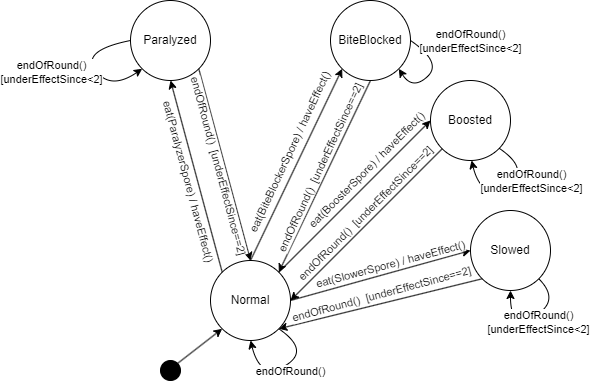 Paralyzed
BiteBlocked
endOfRound()
[underEffectSince<2]
endOfRound()
[underEffectSince<2]
endOfRound()  [underEffectSince==2]
eat(ParalyzerSpore) / haveEffect()
eat(BiteBlockerSpore) / haveEffect()
endOfRound()  [underEffectSince==2]
Boosted
eat(BoosterSpore) / haveEffect()
endOfRound()  [underEffectSince==2]
endOfRound()
[underEffectSince<2]
Slowed
eat(SlowerSpore) / haveEffect()
endOfRound()  [underEffectSince==2]
endOfRound()
[underEffectSince<2]
Normal
endOfRound()